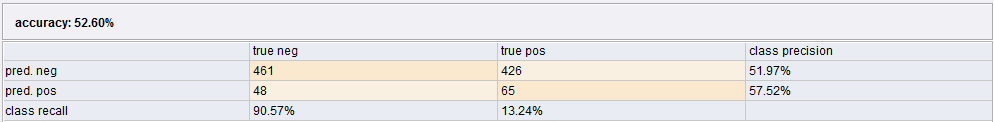 accuracy: 52.60%
true neg true pos class precision
pred. neg 461 426 51.97%
pred. pos 48 65 57.52%
class recall 90.57% 13.24%